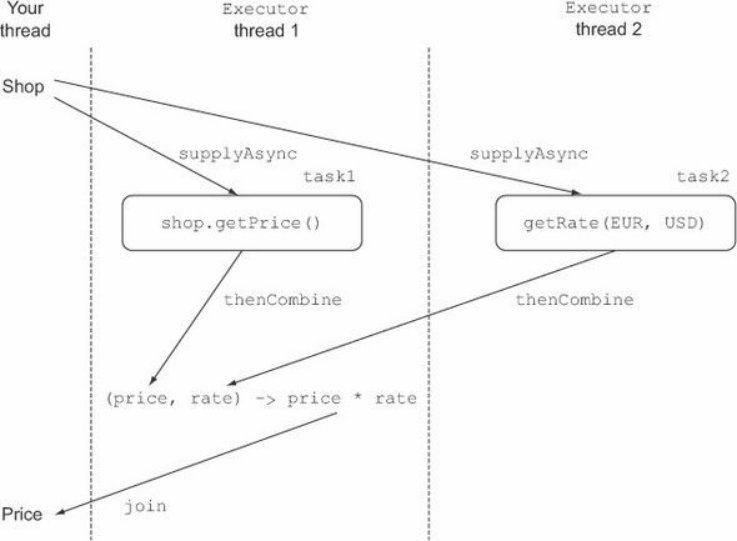 Your
thread
Executor
thread 1
Executor
thread 2
Shop
supplyAsync
supplyAsync
task1
task2
shop.getPrice()
getRate(EUR, USD)
thenCombine
thenCombine
(price, rate) -> price * rate
join
Price